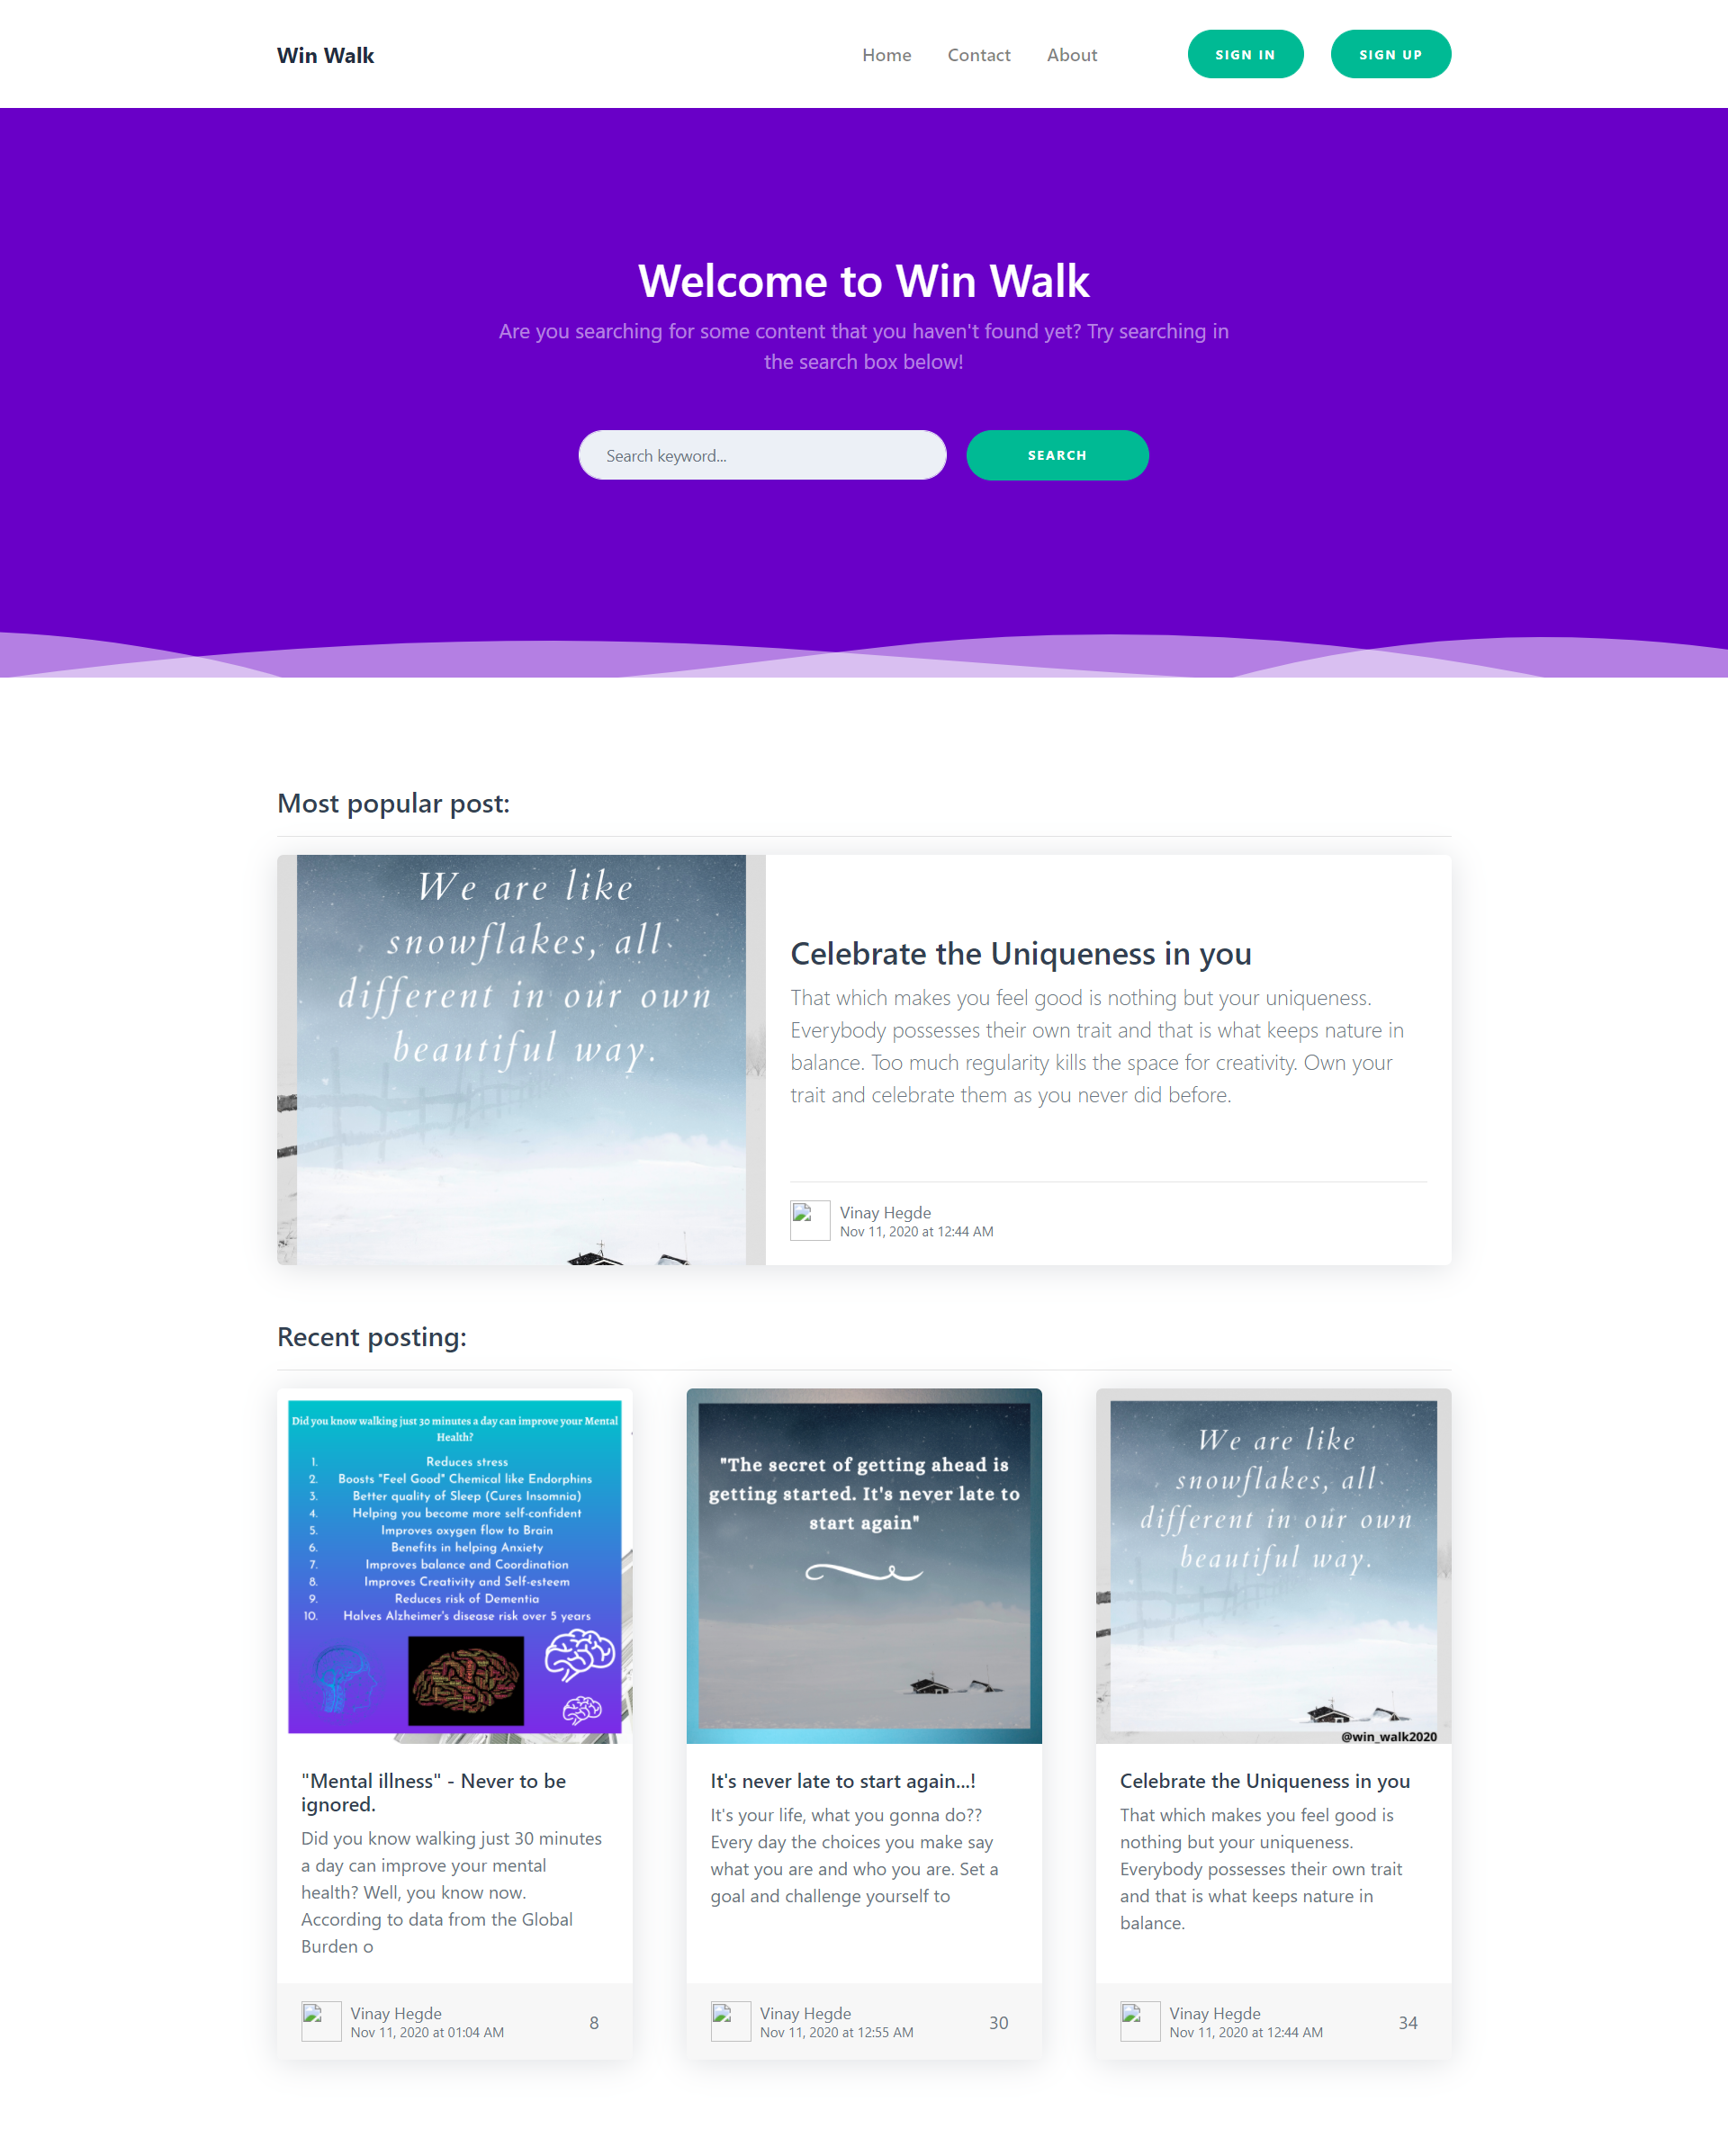 Win Walk
Home
Contact
About
SIGN IN
SIGN UP
Welcome to Win Walk
Are you searching for some content that you haven't found yet? Try searching in
the search box below!
Search keyword...
SEARCH
Most popular post:
We are like
snowflakes, all
different in our own
beautiful way.
Celebrate the Uniqueness in you
That which makes you feel good is nothing but your uniqueness.
Everybody possesses their own trait and that is what keeps nature in
balance. Too much regularity kills the space for creativity. Own your
trait and celebrate them as you never did before.
Vinay Hegde
Nov 11, 2020 at 12:44 AM
Recent posting:
Did you know walking just 30 minutes a day can improve your Mental
Health?
1. Reduces stress
2. Boosts "Feel Good" Chemical like Endorphins
3. Better quality of Sleep (Cures Insomnia)
4. Helping you become more self-confident
5. Improves oxygen flow to Brain
6. Benefits in helping Anxiety
7. Improves balance and Coordination
8. Improves Creativity and Self-esteem
9. Reduces risk of Dementia
10. Halves Alzheimer's disease risk over 5 years
"Mental illness" - Never to be
ignored.
Did you know walking just 30 minutes
a day can improve your mental
health? Well, you know now.
According to data from the Global
Burden o
Vinay Hegde
Nov 11, 2020 at 01:04 AM
8
"The secret of getting ahead is
getting started. It's never late to
start again"
It's never late to start again...!
It's your life, what you gonna do??
Every day the choices you make say
what you are and who you are. Set a
goal and challenge yourself to
Vinay Hegde
Nov 11, 2020 at 12:55 AM
30
We are like
snowflakes, all
different in our own
beautiful way.
@win_walk2020
Celebrate the Uniqueness in you
That which makes you feel good is
nothing but your uniqueness.
Everybody possesses their own trait
and that is what keeps nature in
balance.
Vinay Hegde
Nov 11, 2020 at 12:44 AM
34